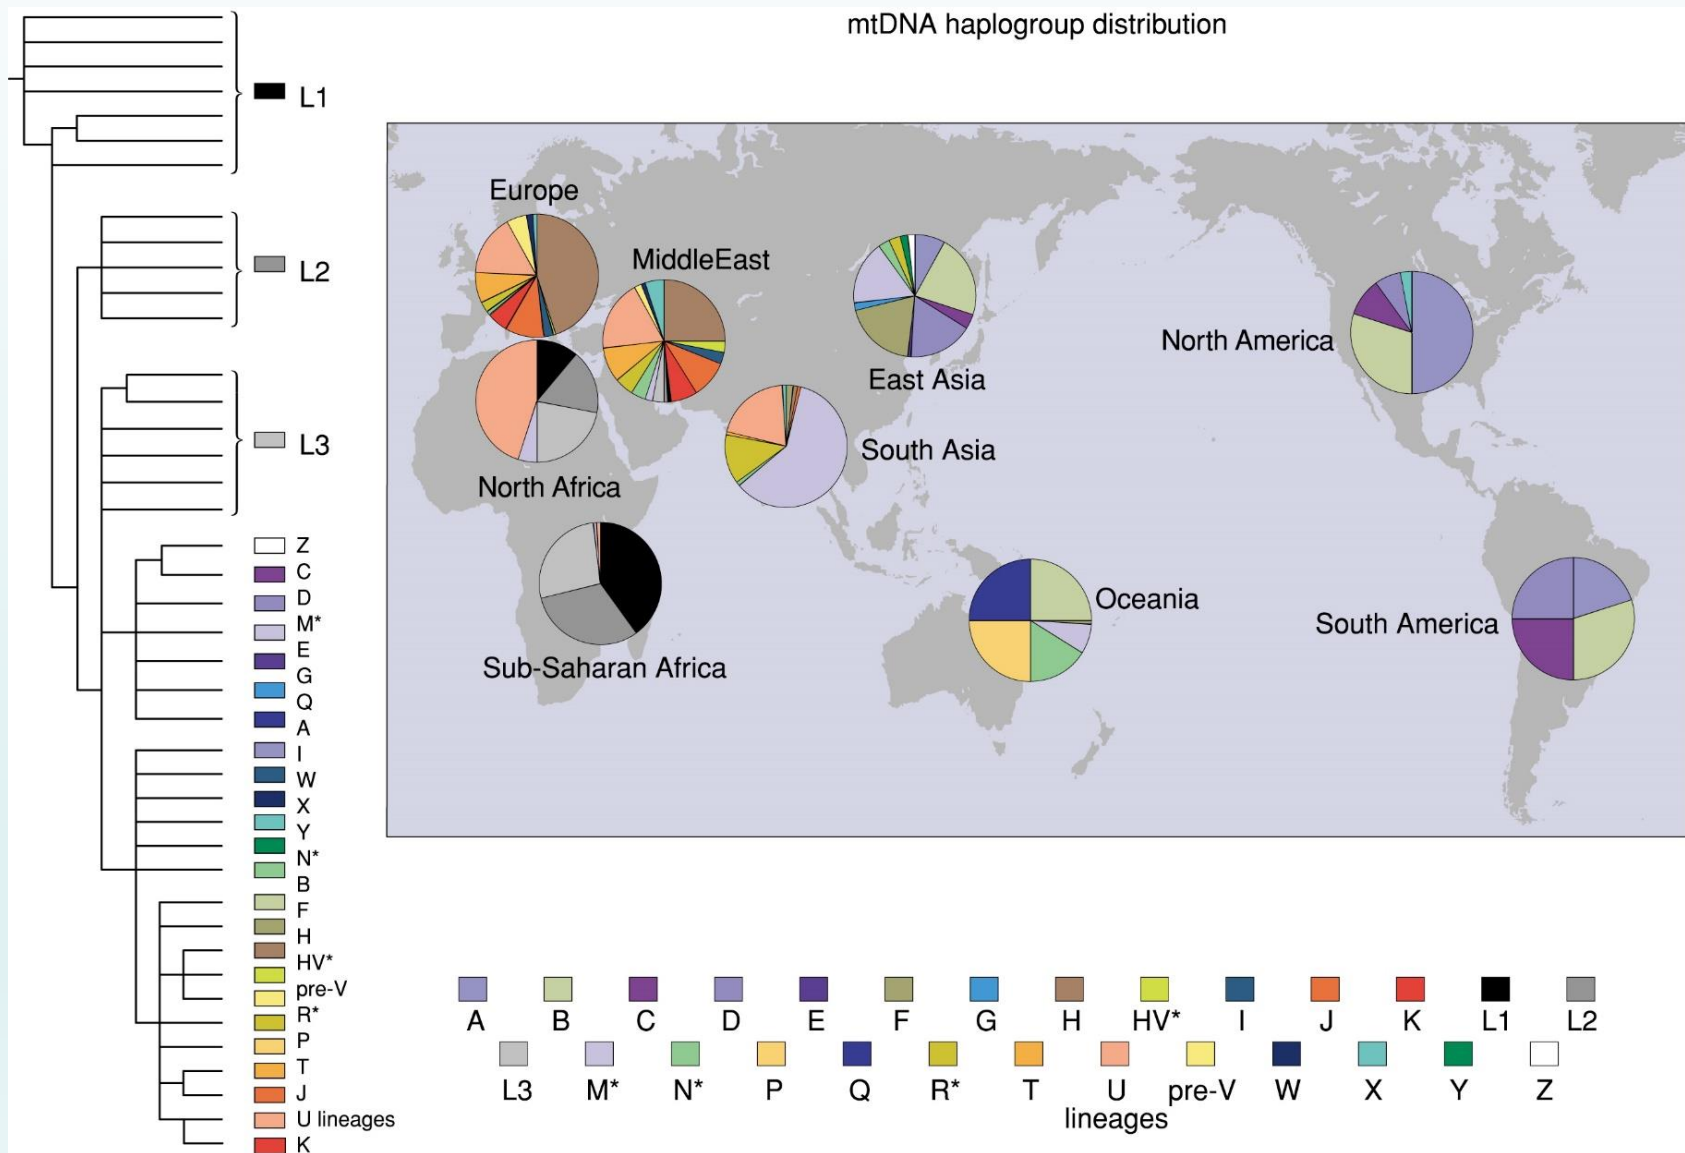 mtDNA haplogroup distribution
L1
L2
L3
Z
C
D
M*
E
G
Q
A
I
W
X
Y
N*
B
F
H
HV*
pre-V
R*
P
T
J
U lineages
K
Europe
MiddleEast
East Asia
North America
South Asia
North Africa
Oceania
South America
Sub-Saharan Africa
A B C D E F G H HV* I J K L1 L2
L3 M* N* P Q R* T U pre-V W X Y Z
lineages